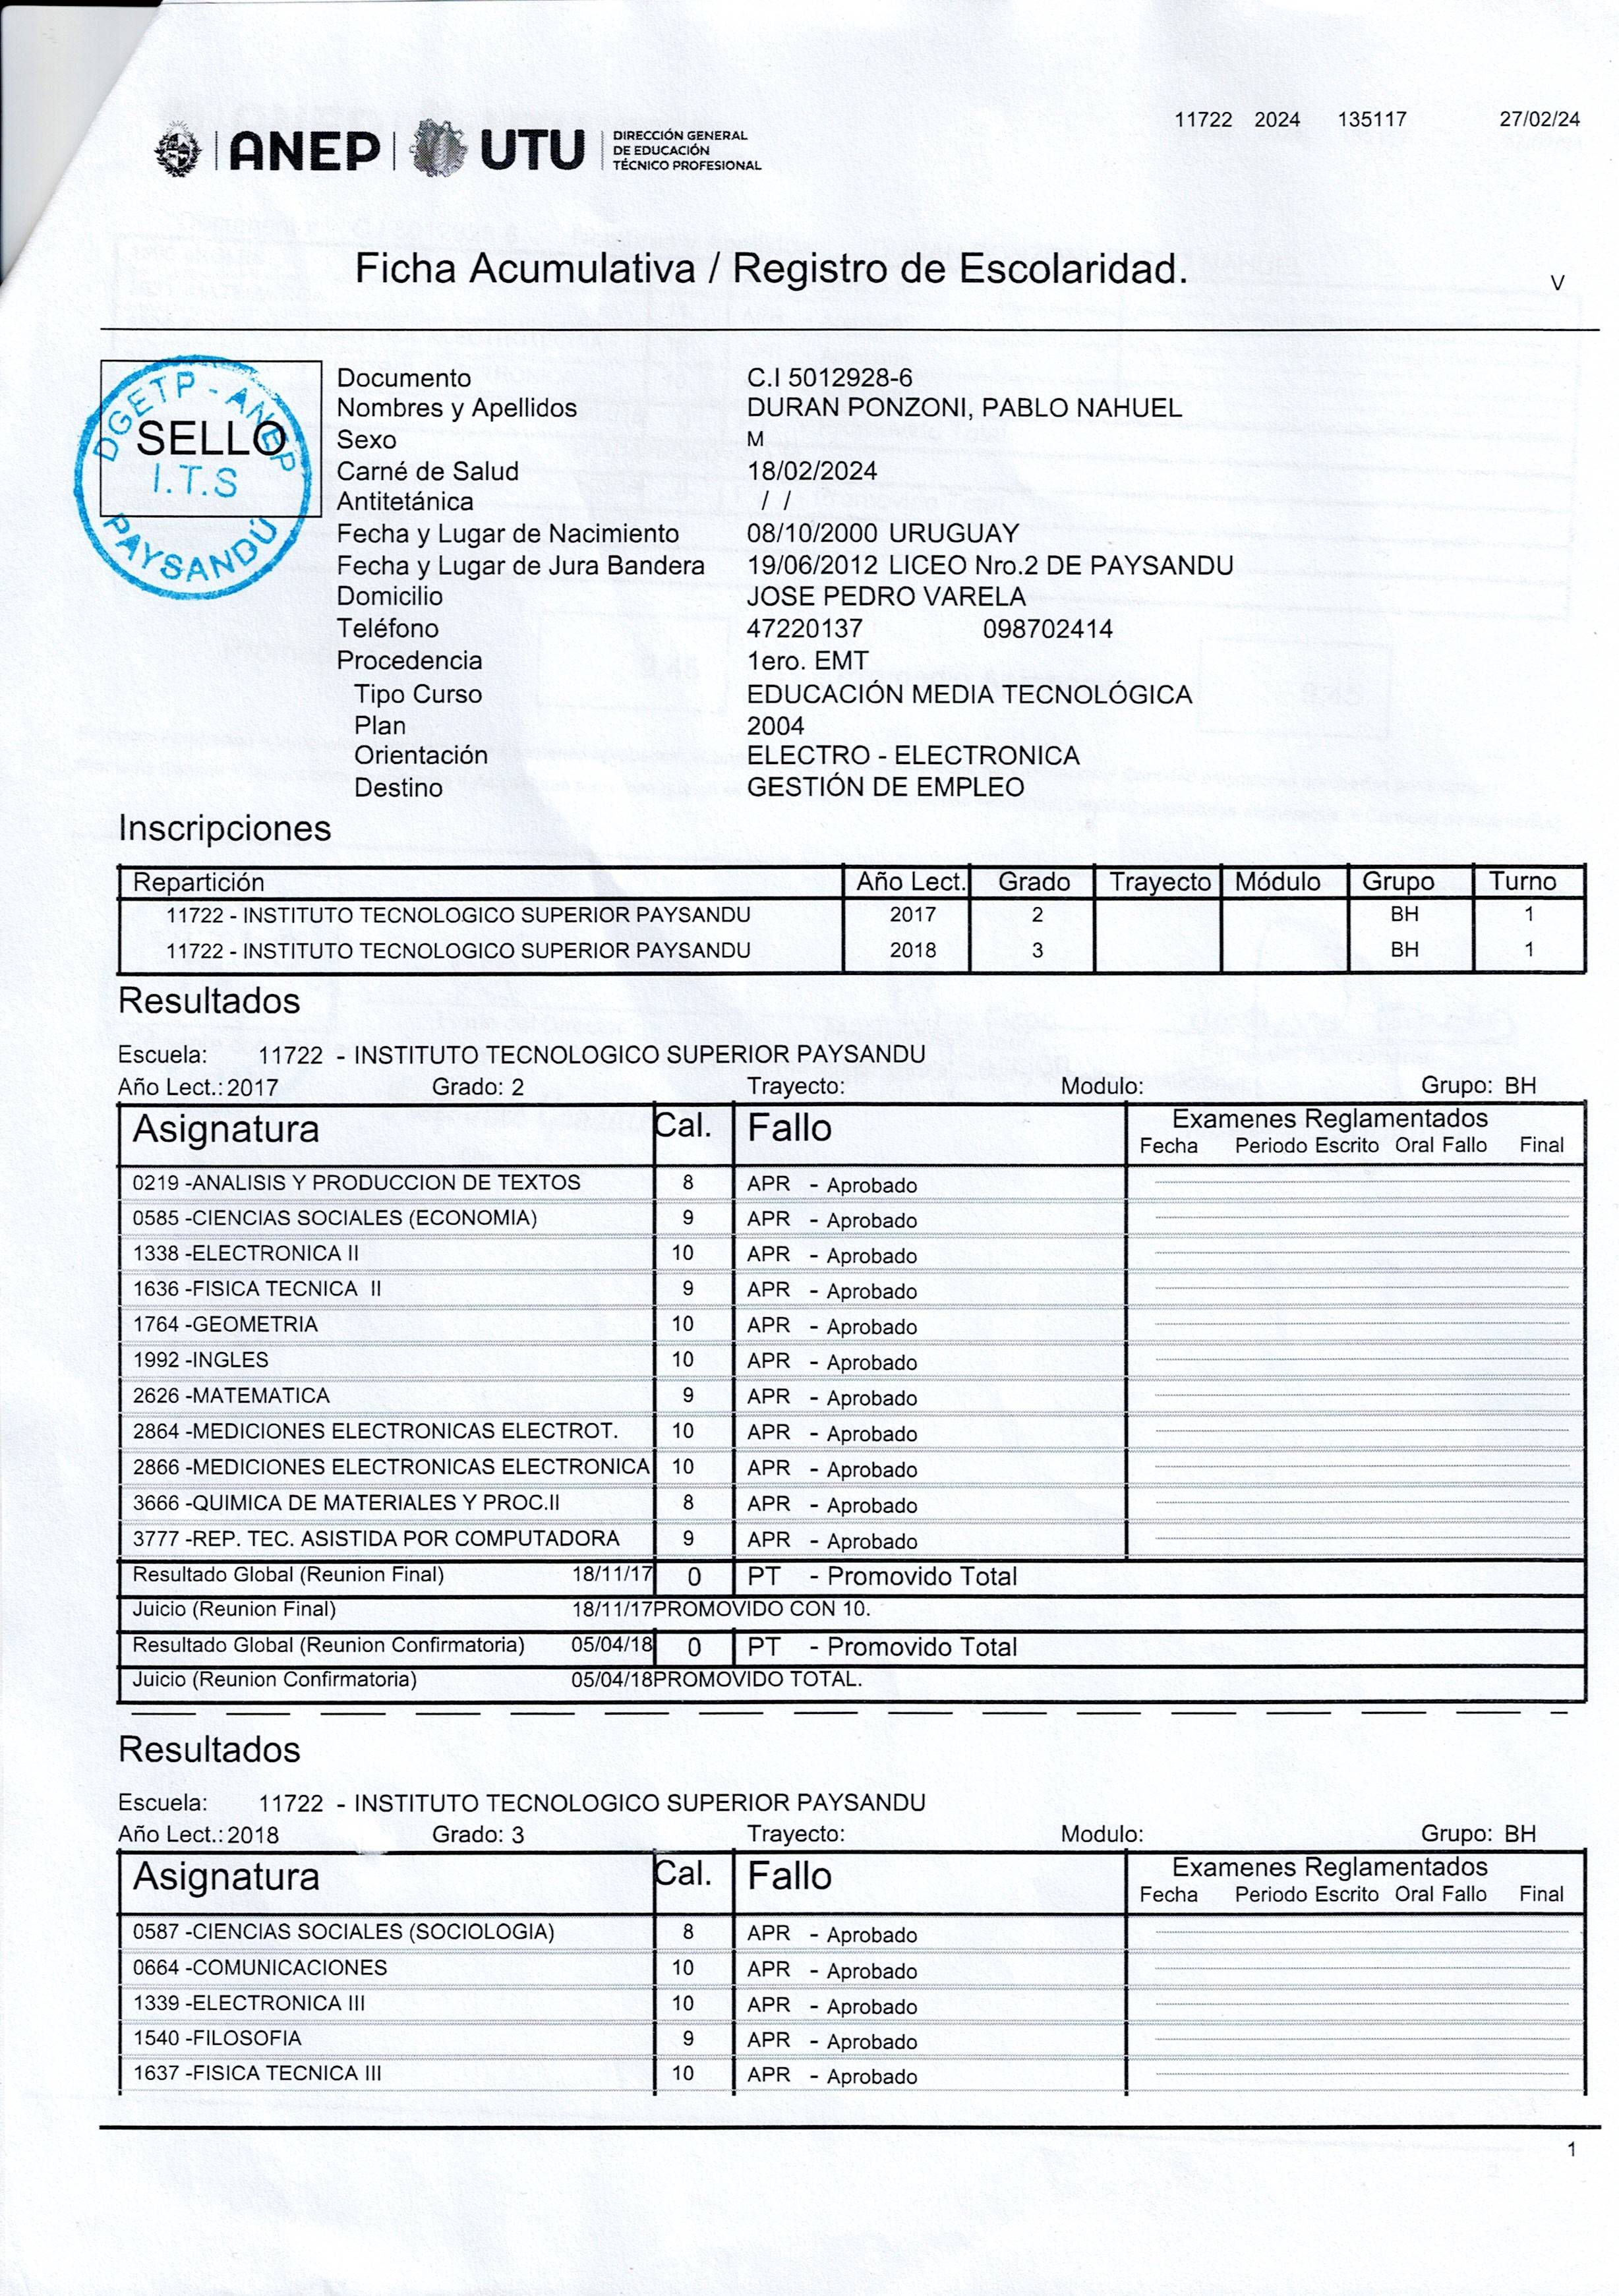 11722 2024 135117 27/02/24
ANEP UTU DIRECCIÓN GENERAL
DE EDUCACIÓN
TÉCNICO PROFESIONAL
Ficha Acumulativa / Registro de Escolaridad.
V
DGETP - ANEP
SELLO
I.T.S
PAYSANDÚ
Documento C.I 5012928-6
Nombres y Apellidos DURAN PONZONI, PABLO NAHUEL
Sexo M
Carné de Salud 18/02/2024
Antitetánica / /
Fecha y Lugar de Nacimiento 08/10/2000 URUGUAY
Fecha y Lugar de Jura Bandera 19/06/2012 LICEO Nro.2 DE PAYSANDU
Domicilio JOSE PEDRO VARELA
Teléfono 47220137 098702414
Procedencia 1ero. EMT
Tipo Curso EDUCACIÓN MEDIA TECNOLÓGICA
Plan 2004
Orientación ELECTRO - ELECTRONICA
Destino GESTIÓN DE EMPLEO
Inscripciones
Repartición Año Lect. Grado Trayecto Módulo Grupo Turno
11722 - INSTITUTO TECNOLOGICO SUPERIOR PAYSANDU 2017 2 BH 1
11722 - INSTITUTO TECNOLOGICO SUPERIOR PAYSANDU 2018 3 BH 1
Resultados
Escuela: 11722 - INSTITUTO TECNOLOGICO SUPERIOR PAYSANDU
Año Lect.: 2017 Grado: 2 Trayecto: Modulo: Grupo: BH
Asignatura Cal. Fallo Examenes Reglamentados
Fecha Periodo Escrito Oral Fallo Final
0219 -ANALISIS Y PRODUCCION DE TEXTOS 8 APR - Aprobado
0585 -CIENCIAS SOCIALES (ECONOMIA) 9 APR - Aprobado
1338 -ELECTRONICA II 10 APR - Aprobado
1636 -FISICA TECNICA II 9 APR - Aprobado
1764 -GEOMETRIA 10 APR - Aprobado
1992 -INGLES 10 APR - Aprobado
2626 -MATEMATICA 9 APR - Aprobado
2864 -MEDICIONES ELECTRONICAS ELECTROT. 10 APR - Aprobado
2866 -MEDICIONES ELECTRONICAS ELECTRONICA 10 APR - Aprobado
3666 -QUIMICA DE MATERIALES Y PROC.II 8 APR - Aprobado
3777 -REP. TEC. ASISTIDA POR COMPUTADORA 9 APR - Aprobado
Resultado Global (Reunion Final) 18/11/17 0 PT - Promovido Total
Juicio (Reunion Final) 18/11/17PROMOVIDO CON 10.
Resultado Global (Reunion Confirmatoria) 05/04/18 0 PT - Promovido Total
Juicio (Reunion Confirmatoria) 05/04/18PROMOVIDO TOTAL.
Resultados
Escuela: 11722 - INSTITUTO TECNOLOGICO SUPERIOR PAYSANDU
Año Lect.: 2018 Grado: 3 Trayecto: Modulo: Grupo: BH
Asignatura Cal. Fallo Examenes Reglamentados
Fecha Periodo Escrito Oral Fallo Final
0587 -CIENCIAS SOCIALES (SOCIOLOGIA) 8 APR - Aprobado
0664 -COMUNICACIONES 10 APR - Aprobado
1339 -ELECTRONICA III 10 APR - Aprobado
1540 -FILOSOFIA 9 APR - Aprobado
1637 -FISICA TECNICA III 10 APR - Aprobado
1